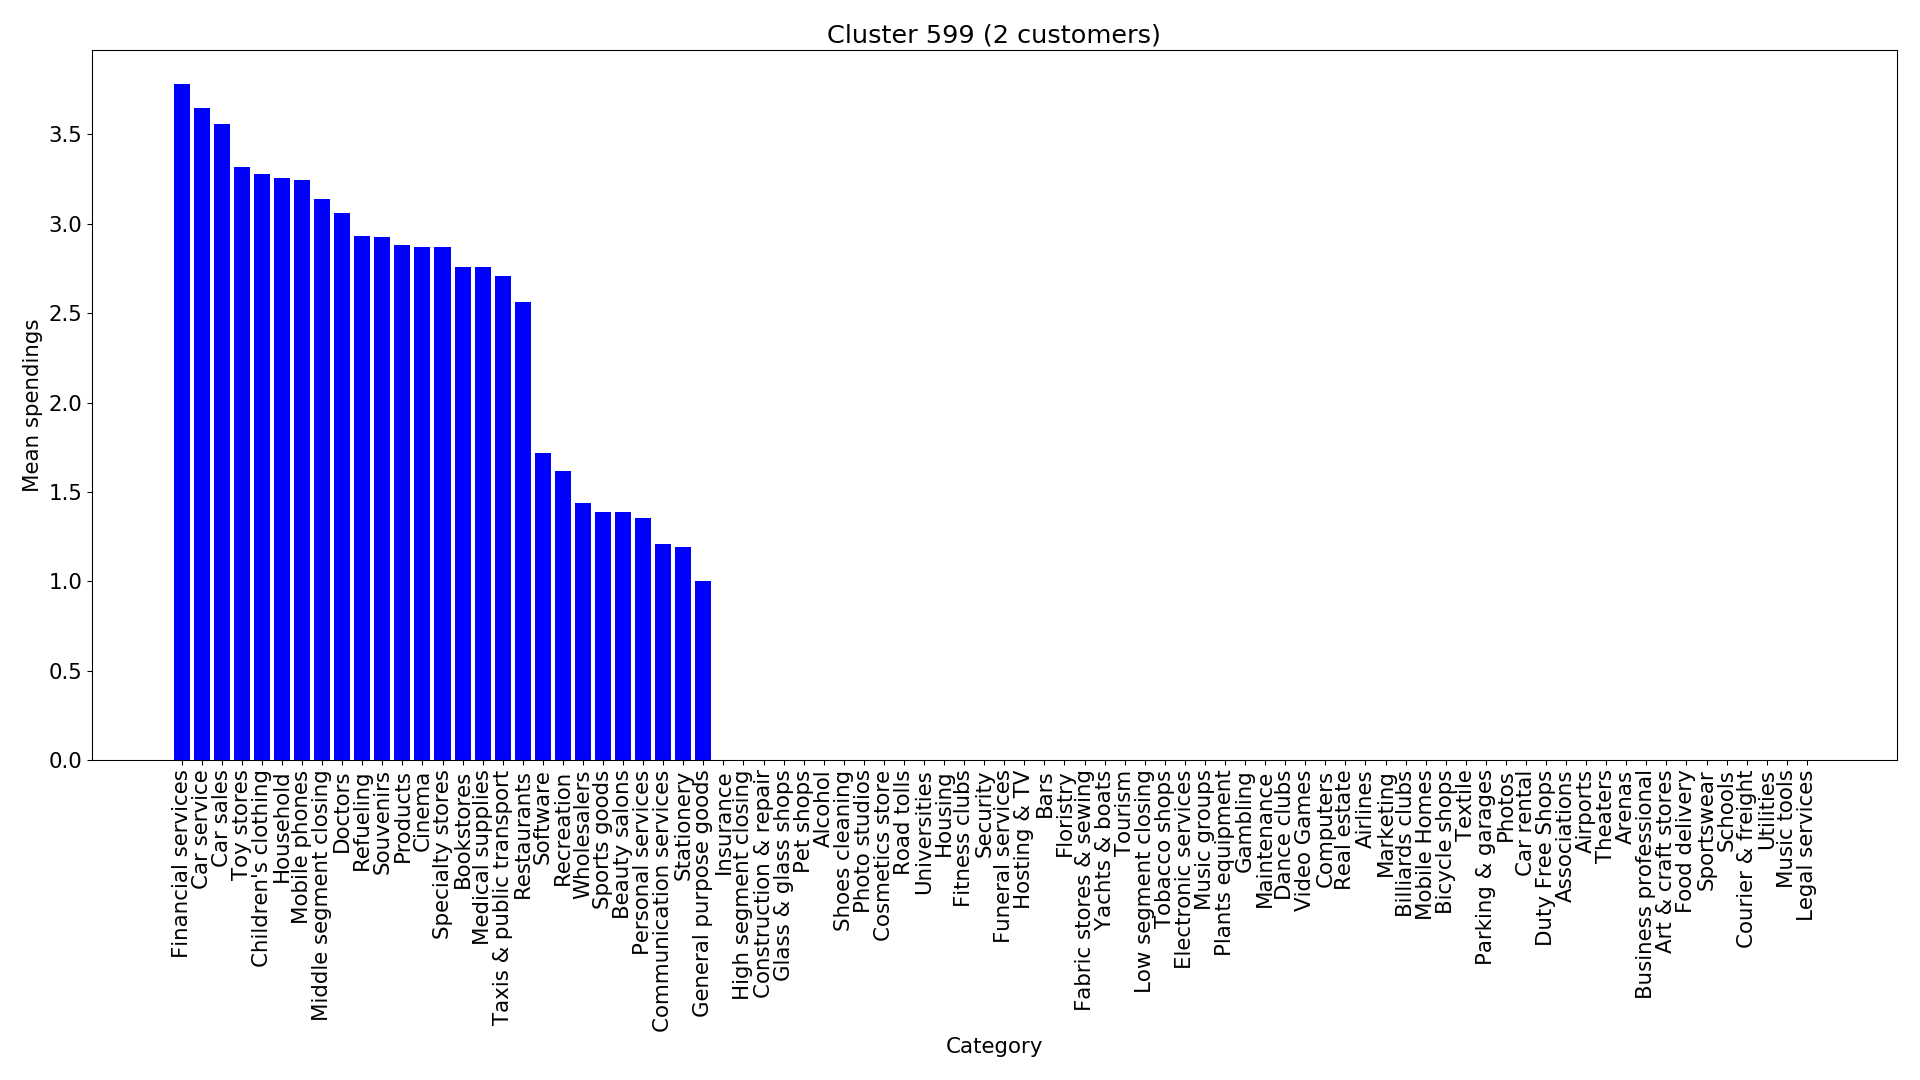 Cluster 599 (2 customers)
Mean spendings
3.5
3.0
2.5
2.0
1.5
1.0
0.5
0.0
Financial services
Car service
Car sales
Toy stores
Children's clothing
Household
Mobile phones
Middle segment closing
Doctors
Refueling
Souvenirs
Products
Cinema
Specialty stores
Bookstores
Medical supplies
Taxis & public transport
Restaurants
Software
Recreation
Wholesalers
Sports goods
Beauty salons
Personal services
Communication services
Stationery
General purpose goods
Insurance
High segment closing
Construction & repair
Glass & glass shops
Pet shops
Alcohol
Shoes cleaning
Photo studios
Cosmetics store
Road tolls
Universities
Housing
Fitness clubs
Security
Funeral services
Hosting & TV
Bars
Floristry
Fabric stores & sewing
Yachts & boats
Tourism
Low segment closing
Tobacco shops
Electronic services
Music groups
Plants equipment
Gambling
Maintenance
Dance clubs
Video Games
Computers
Real estate
Airlines
Marketing
Billiards clubs
Mobile Homes
Bicycle shops
Textile
Parking & garages
Photos
Car rental
Duty Free Shops
Associations
Airports
Theaters
Arenas
Business professional
Art & craft stores
Food delivery
Sportswear
Schools
Courier & freight
Utilities
Music tools
Legal services
Category